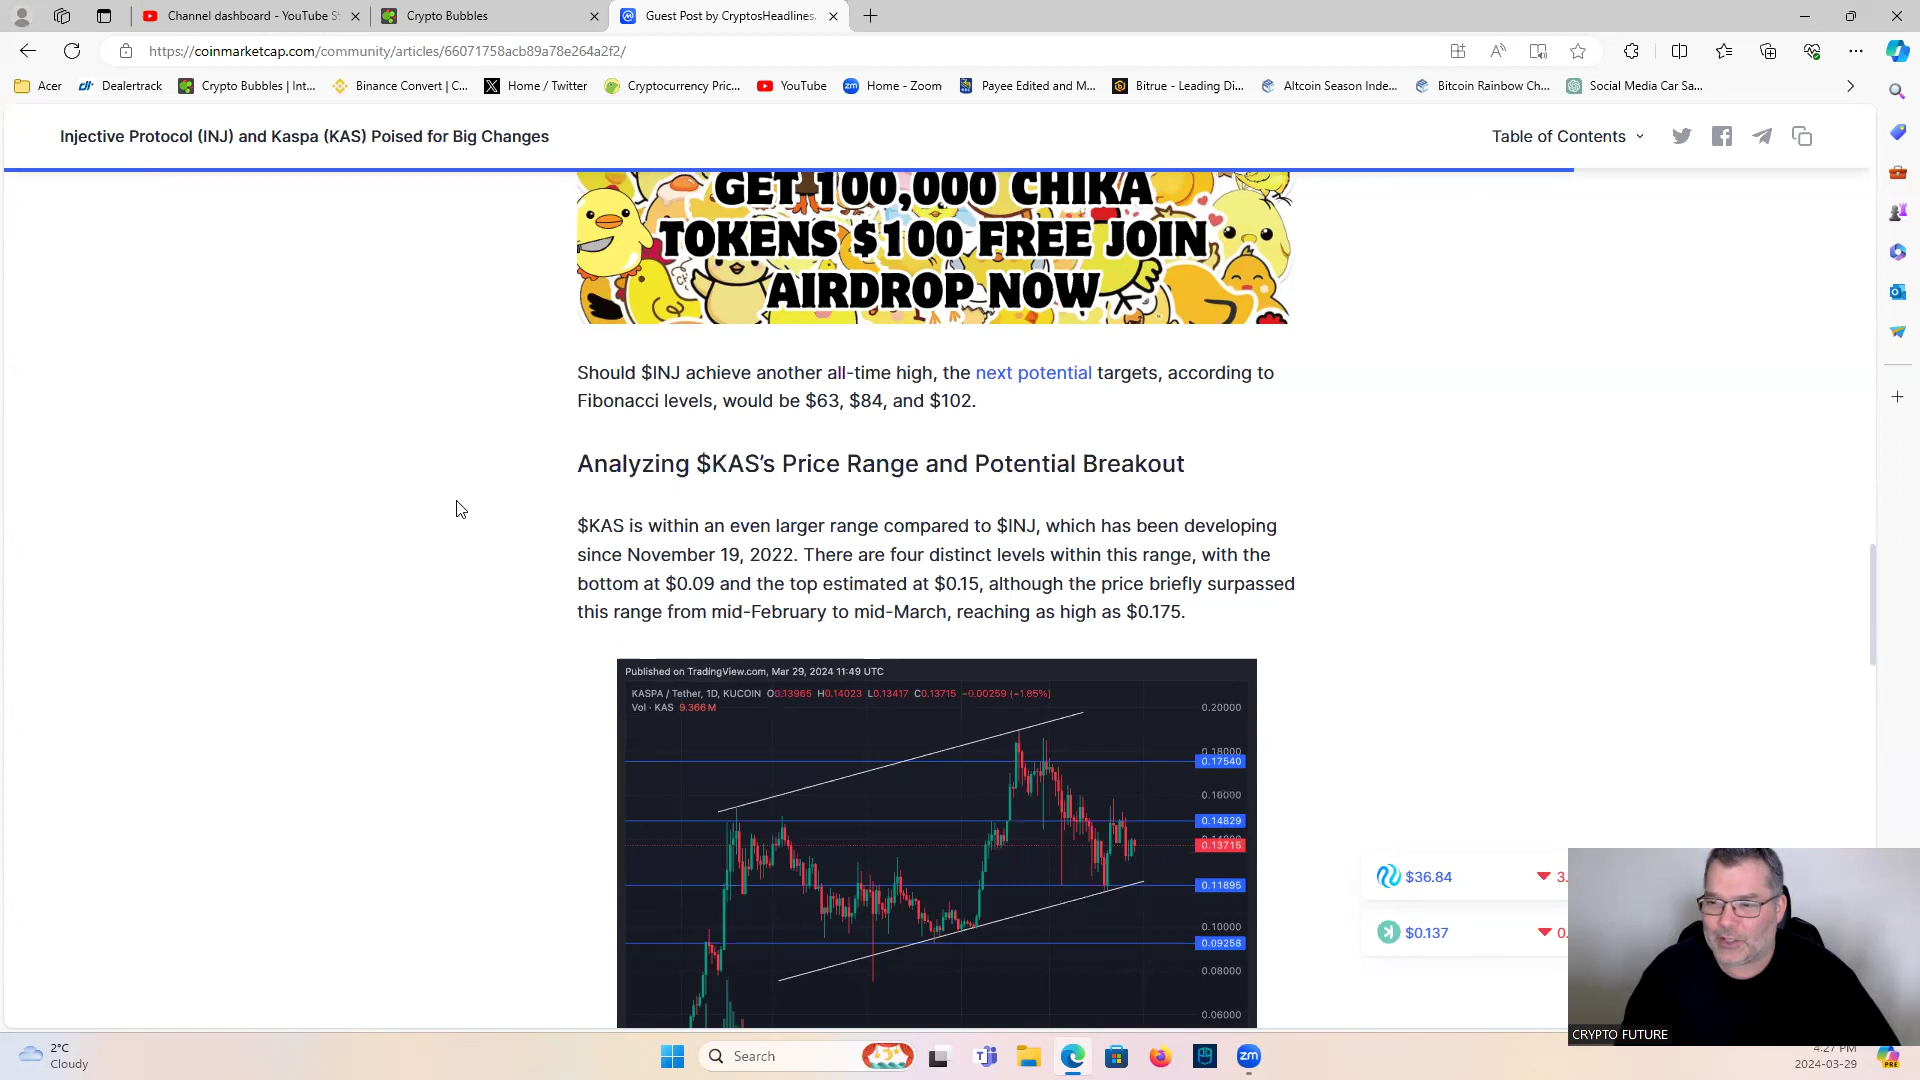 Channel dashboard - YouTube S
Crypto Bubbles
Guest Post by CryptosHeadlines.
https://coinmarketcap.com/community/articles/66071758acb89a78e264a2f2/
Acer
Dealertrack
Crypto Bubbles | Int...
Binance Convert | C...
Home / Twitter
Cryptocurrency Pric...
YouTube
Home - Zoom
Payee Edited and M...
Bitrue - Leading Di...
Altcoin Season Inde...
Bitcoin Rainbow Ch...
Social Media Car Sa...
Injective Protocol (INJ) and Kaspa (KAS) Poised for Big Changes
Table of Contents
GET 100,000 CHIKA
TOKENS $100 FREE JOIN
AIRDROP NOW
Should $INJ achieve another all-time high, the next potential targets, according to
Fibonacci levels, would be $63, $84, and $102.
Analyzing $KAS’s Price Range and Potential Breakout
$KAS is within an even larger range compared to $INJ, which has been developing
since November 19, 2022. There are four distinct levels within this range, with the
bottom at $0.09 and the top estimated at $0.15, although the price briefly surpassed
this range from mid-February to mid-March, reaching as high as $0.175.
Published on TradingView.com, Mar 29, 2024 11:49 UTC
KASPA / Tether, 1D, KUCOIN O0.13965 H0.14023 L0.13417 C0.13715 −0.00259 (−1.85%)
Vol · KAS 9.366M
0.20000
0.18000
0.17540
0.16000
0.14829
0.13715
0.11895
0.10000
0.09258
0.08000
0.06000
$36.84 3.
$0.137 0.
CRYPTO FUTURE
2°C
Cloudy
Search
zm
4:27 PM
2024-03-29
PRE